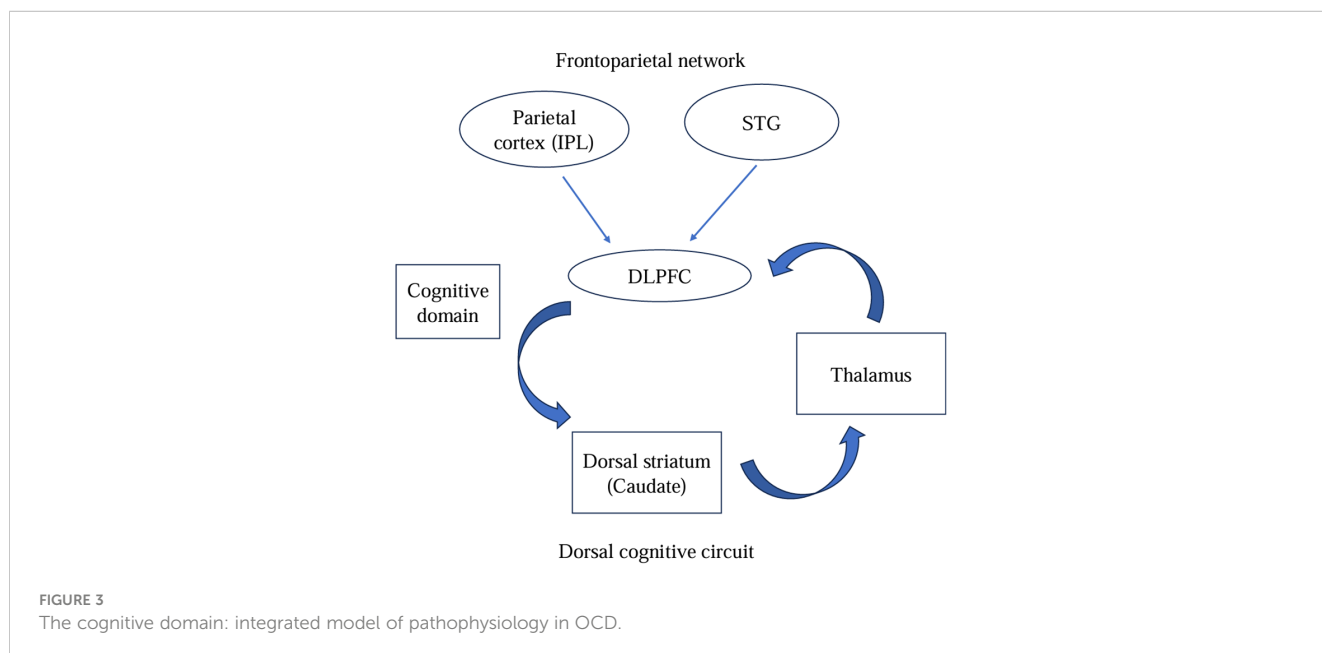 Frontoparietal network
Parietal
cortex (IPL)
STG
DLPFC
Cognitive
domain
Thalamus
Dorsal striatum
(Caudate)
Dorsal cognitive circuit
FIGURE 3
The cognitive domain: integrated model of pathophysiology in OCD.